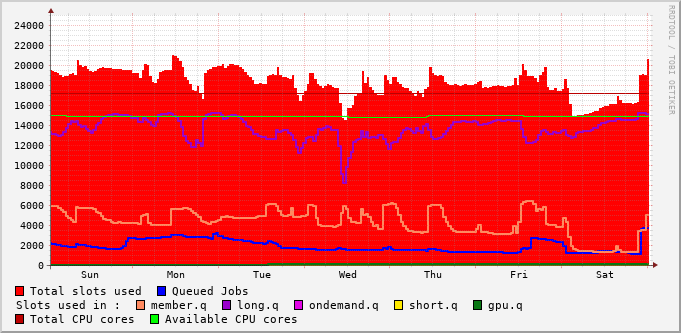 24000
22000
20000
18000
16000
14000
12000
10000
8000
6000
4000
2000
0
Sun Mon Tue Wed Thu Fri Sat
Total slots used Queued Jobs
Slots used in : member.q long.q ondemand.q short.q gpu.q
Total CPU cores Available CPU cores
RRDTOOL / TOBI OETIKER